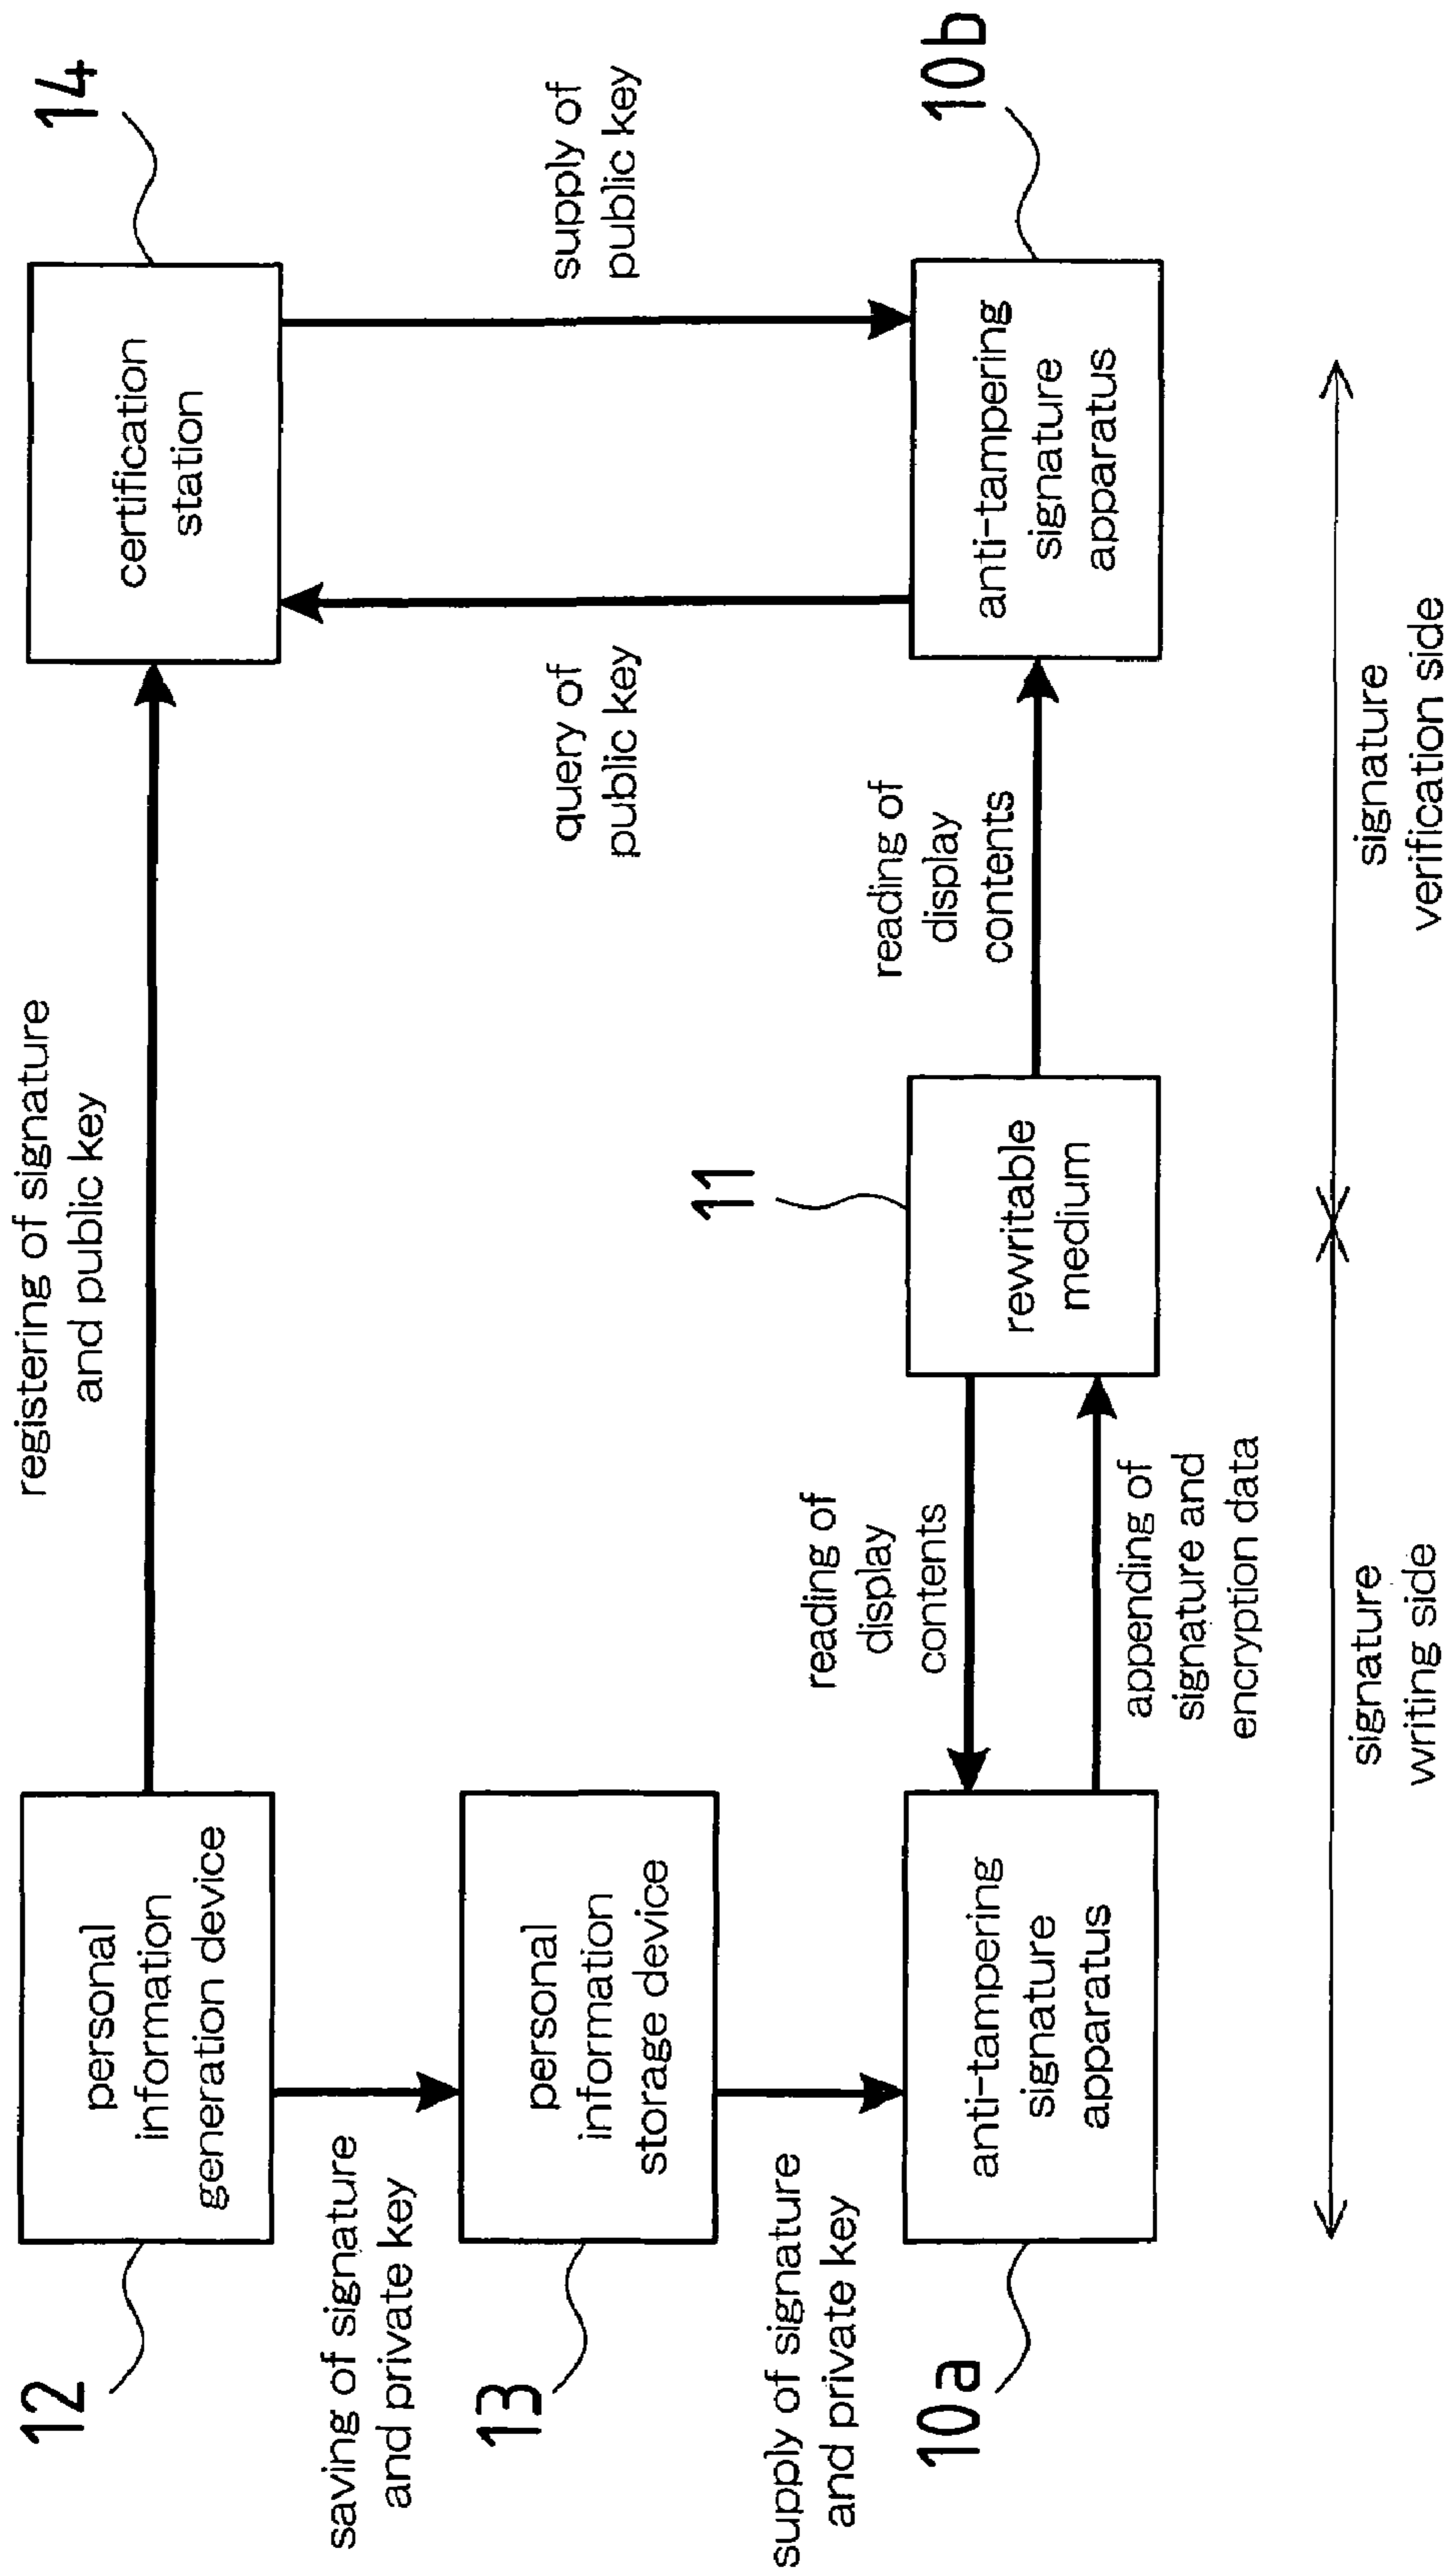 12
personal
information
generation device
registering of signature
and public key
certification
station
14
saving of signature
and private key
query of
public key
supply of
public key
13
personal
information
storage device
supply of signature
and private key
10a
anti-tampering
signature
apparatus
reading of
display
contents
appending of
signature and
encryption data
11
rewritable
medium
reading of
display
contents
anti-tampering
signature
apparatus
10b
signature
writing side
signature
verification side